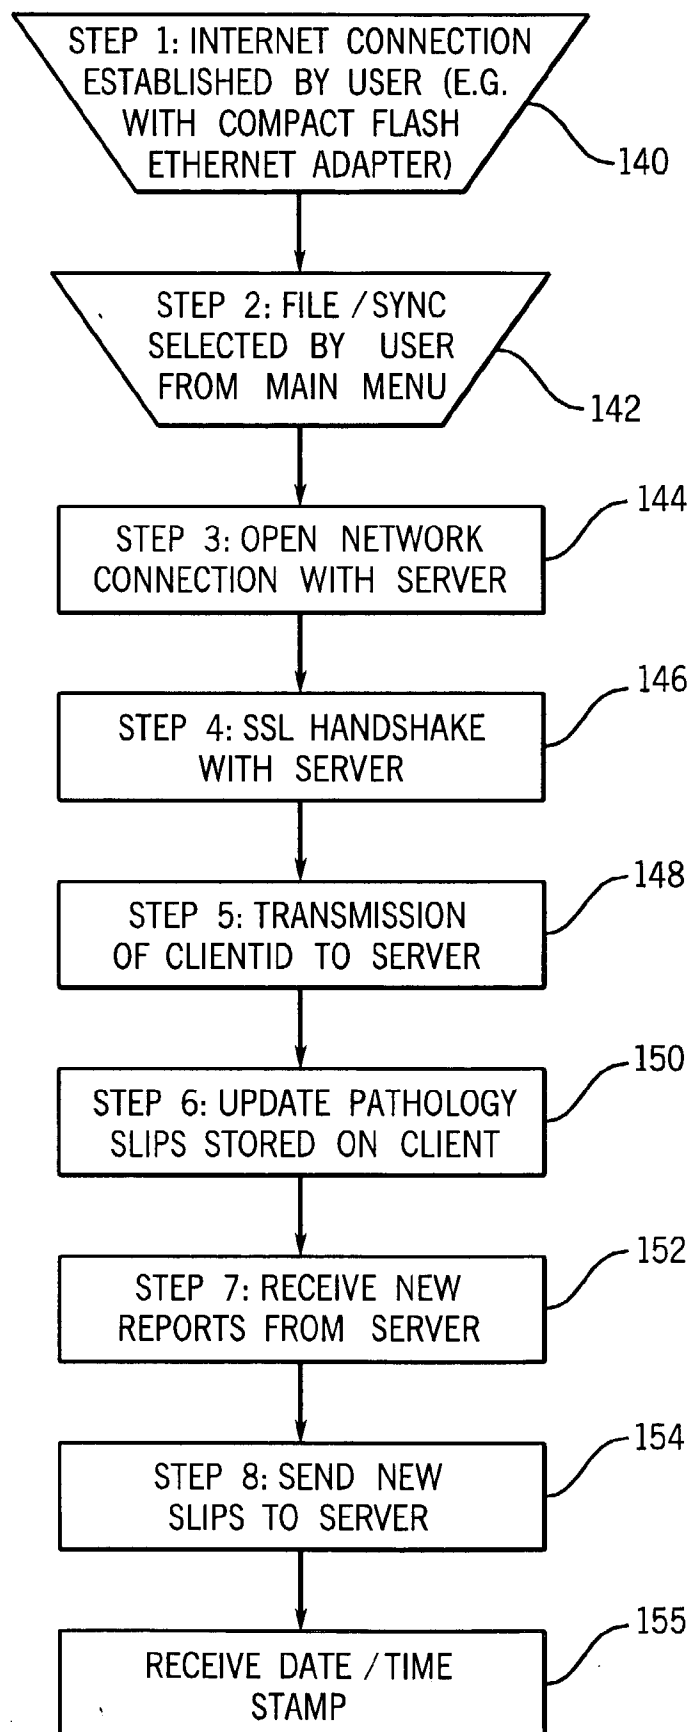 STEP 1: INTERNET CONNECTION
ESTABLISHED BY USER (E.G.
WITH COMPACT FLASH
ETHERNET ADAPTER)
140
STEP 2: FILE / SYNC
SELECTED BY USER
FROM MAIN MENU
142
144
STEP 3: OPEN NETWORK
CONNECTION WITH SERVER
146
STEP 4: SSL HANDSHAKE
WITH SERVER
148
STEP 5: TRANSMISSION
OF CLIENTID TO SERVER
150
STEP 6: UPDATE PATHOLOGY
SLIPS STORED ON CLIENT
152
STEP 7: RECEIVE NEW
REPORTS FROM SERVER
154
STEP 8: SEND NEW
SLIPS TO SERVER
155
RECEIVE DATE / TIME
STAMP